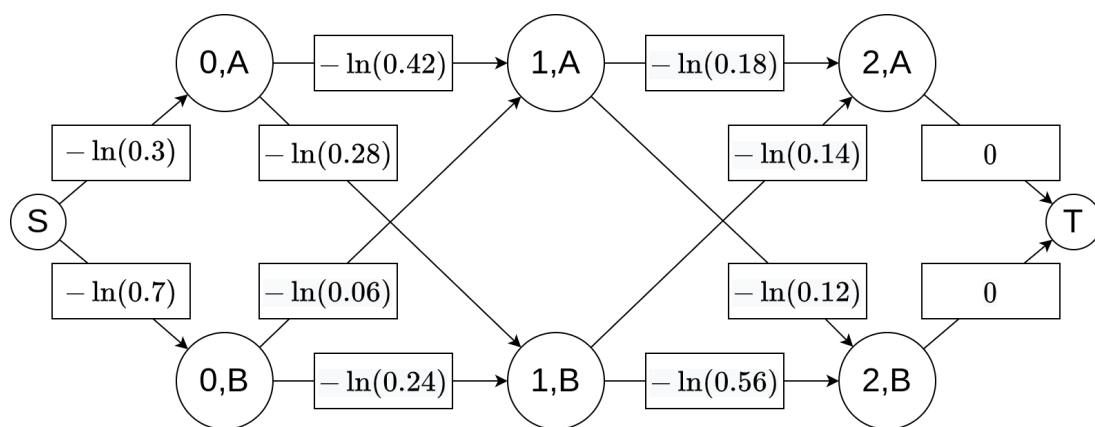 0,A
− ln(0.42)
1,A
− ln(0.18)
2,A
− ln(0.3)
− ln(0.28)
− ln(0.14)
0
S
T
− ln(0.7)
− ln(0.06)
− ln(0.12)
0
0,B
− ln(0.24)
1,B
− ln(0.56)
2,B